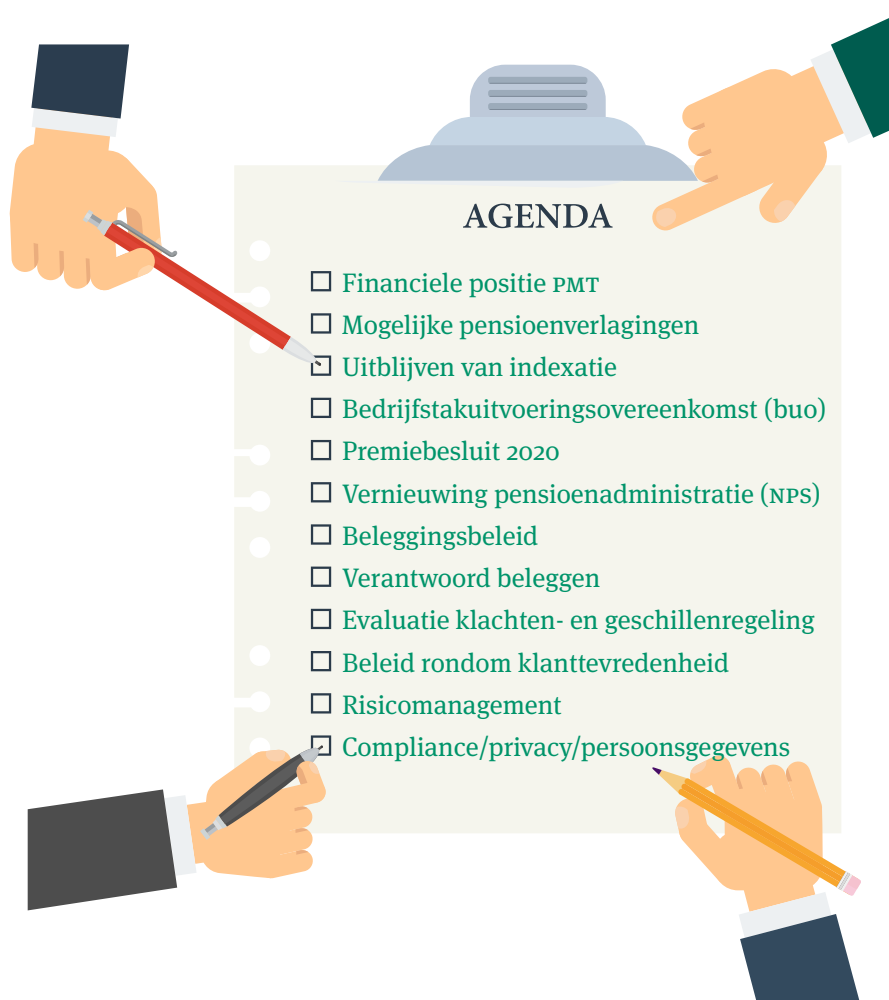 AGENDA
Financiele positie PMT
Mogelijke pensioenverlagingen
Uitblijven van indexatie
Bedrijfstakuitvoeringsovereenkomst (buo)
Premiebesluit 2020
Vernieuwing pensioenadministratie (NPS)
Beleggingsbeleid
Verantwoord beleggen
Evaluatie klachten- en geschillenregeling
Beleid rondom klanttevredenheid
Risicomanagement
Compliance/privacy/persoonsgegevens